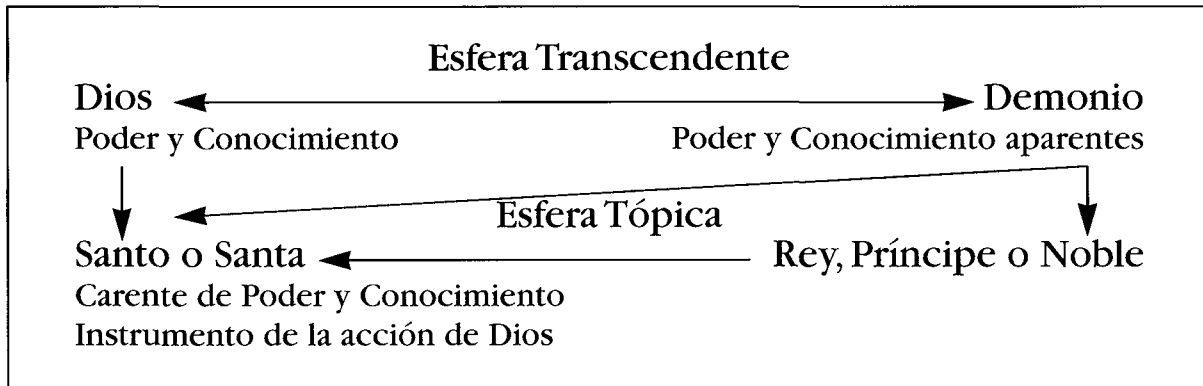 Esfera Transcendente
Dios Demonio
Poder y Conocimiento Poder y Conocimiento aparentes
Esfera Tópica
Santo o Santa Rey, Príncipe o Noble
Carente de Poder y Conocimiento
Instrumento de la acción de Dios